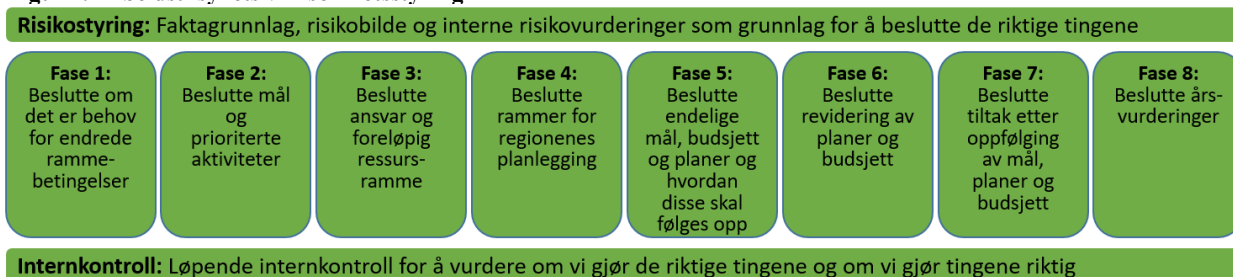 Risikostyring: Faktagrunnlag, risikobilde og interne risikovurderinger som grunnlag for å beslutte de riktige tingene
Fase 1:
Beslutte om
det er behov
for endrede
ramme-
betingelser
Fase 2:
Beslutte mål
og
prioriterte
aktiviteter
Fase 3:
Beslutte
ansvar og
foreløpig
ressurs-
ramme
Fase 4:
Beslutte
rammer for
regionenes
planlegging
Fase 5:
Beslutte
endelige
mål, budsjett
og planer og
hvordan
disse skal
følges opp
Fase 6:
Beslutte
revidering av
planer og
budsjett
Fase 7:
Beslutte
tiltak etter
oppfølging
av mål,
planer og
budsjett
Fase 8:
Beslutte års-
vurderinger
Internkontroll: Løpende internkontroll for å vurdere om vi gjør de riktige tingene og om vi gjør tingene riktig